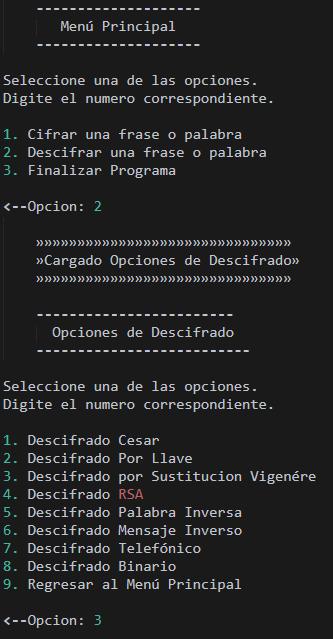 --------------------
Menú Principal
--------------------
Seleccione una de las opciones.
Digite el numero correspondiente.
1. Cifrar una frase o palabra
2. Descifrar una frase o palabra
3. Finalizar Programa
<--Opcion: 2
»»»»»»»»»»»»»»»»»»»»»»»»»»»»»»»
»Cargado Opciones de Descifrado»
»»»»»»»»»»»»»»»»»»»»»»»»»»»»»»»
------------------------
Opciones de Descifrado
--------------------------
Seleccione una de las opciones.
Digite el numero correspondiente.
1. Descifrado Cesar
2. Descifrado Por Llave
3. Descifrado por Sustitucion Vigenére
4. Descifrado RSA
5. Descifrado Palabra Inversa
6. Descifrado Mensaje Inverso
7. Descifrado Telefónico
8. Descifrado Binario
9. Regresar al Menú Principal
<--Opcion: 3